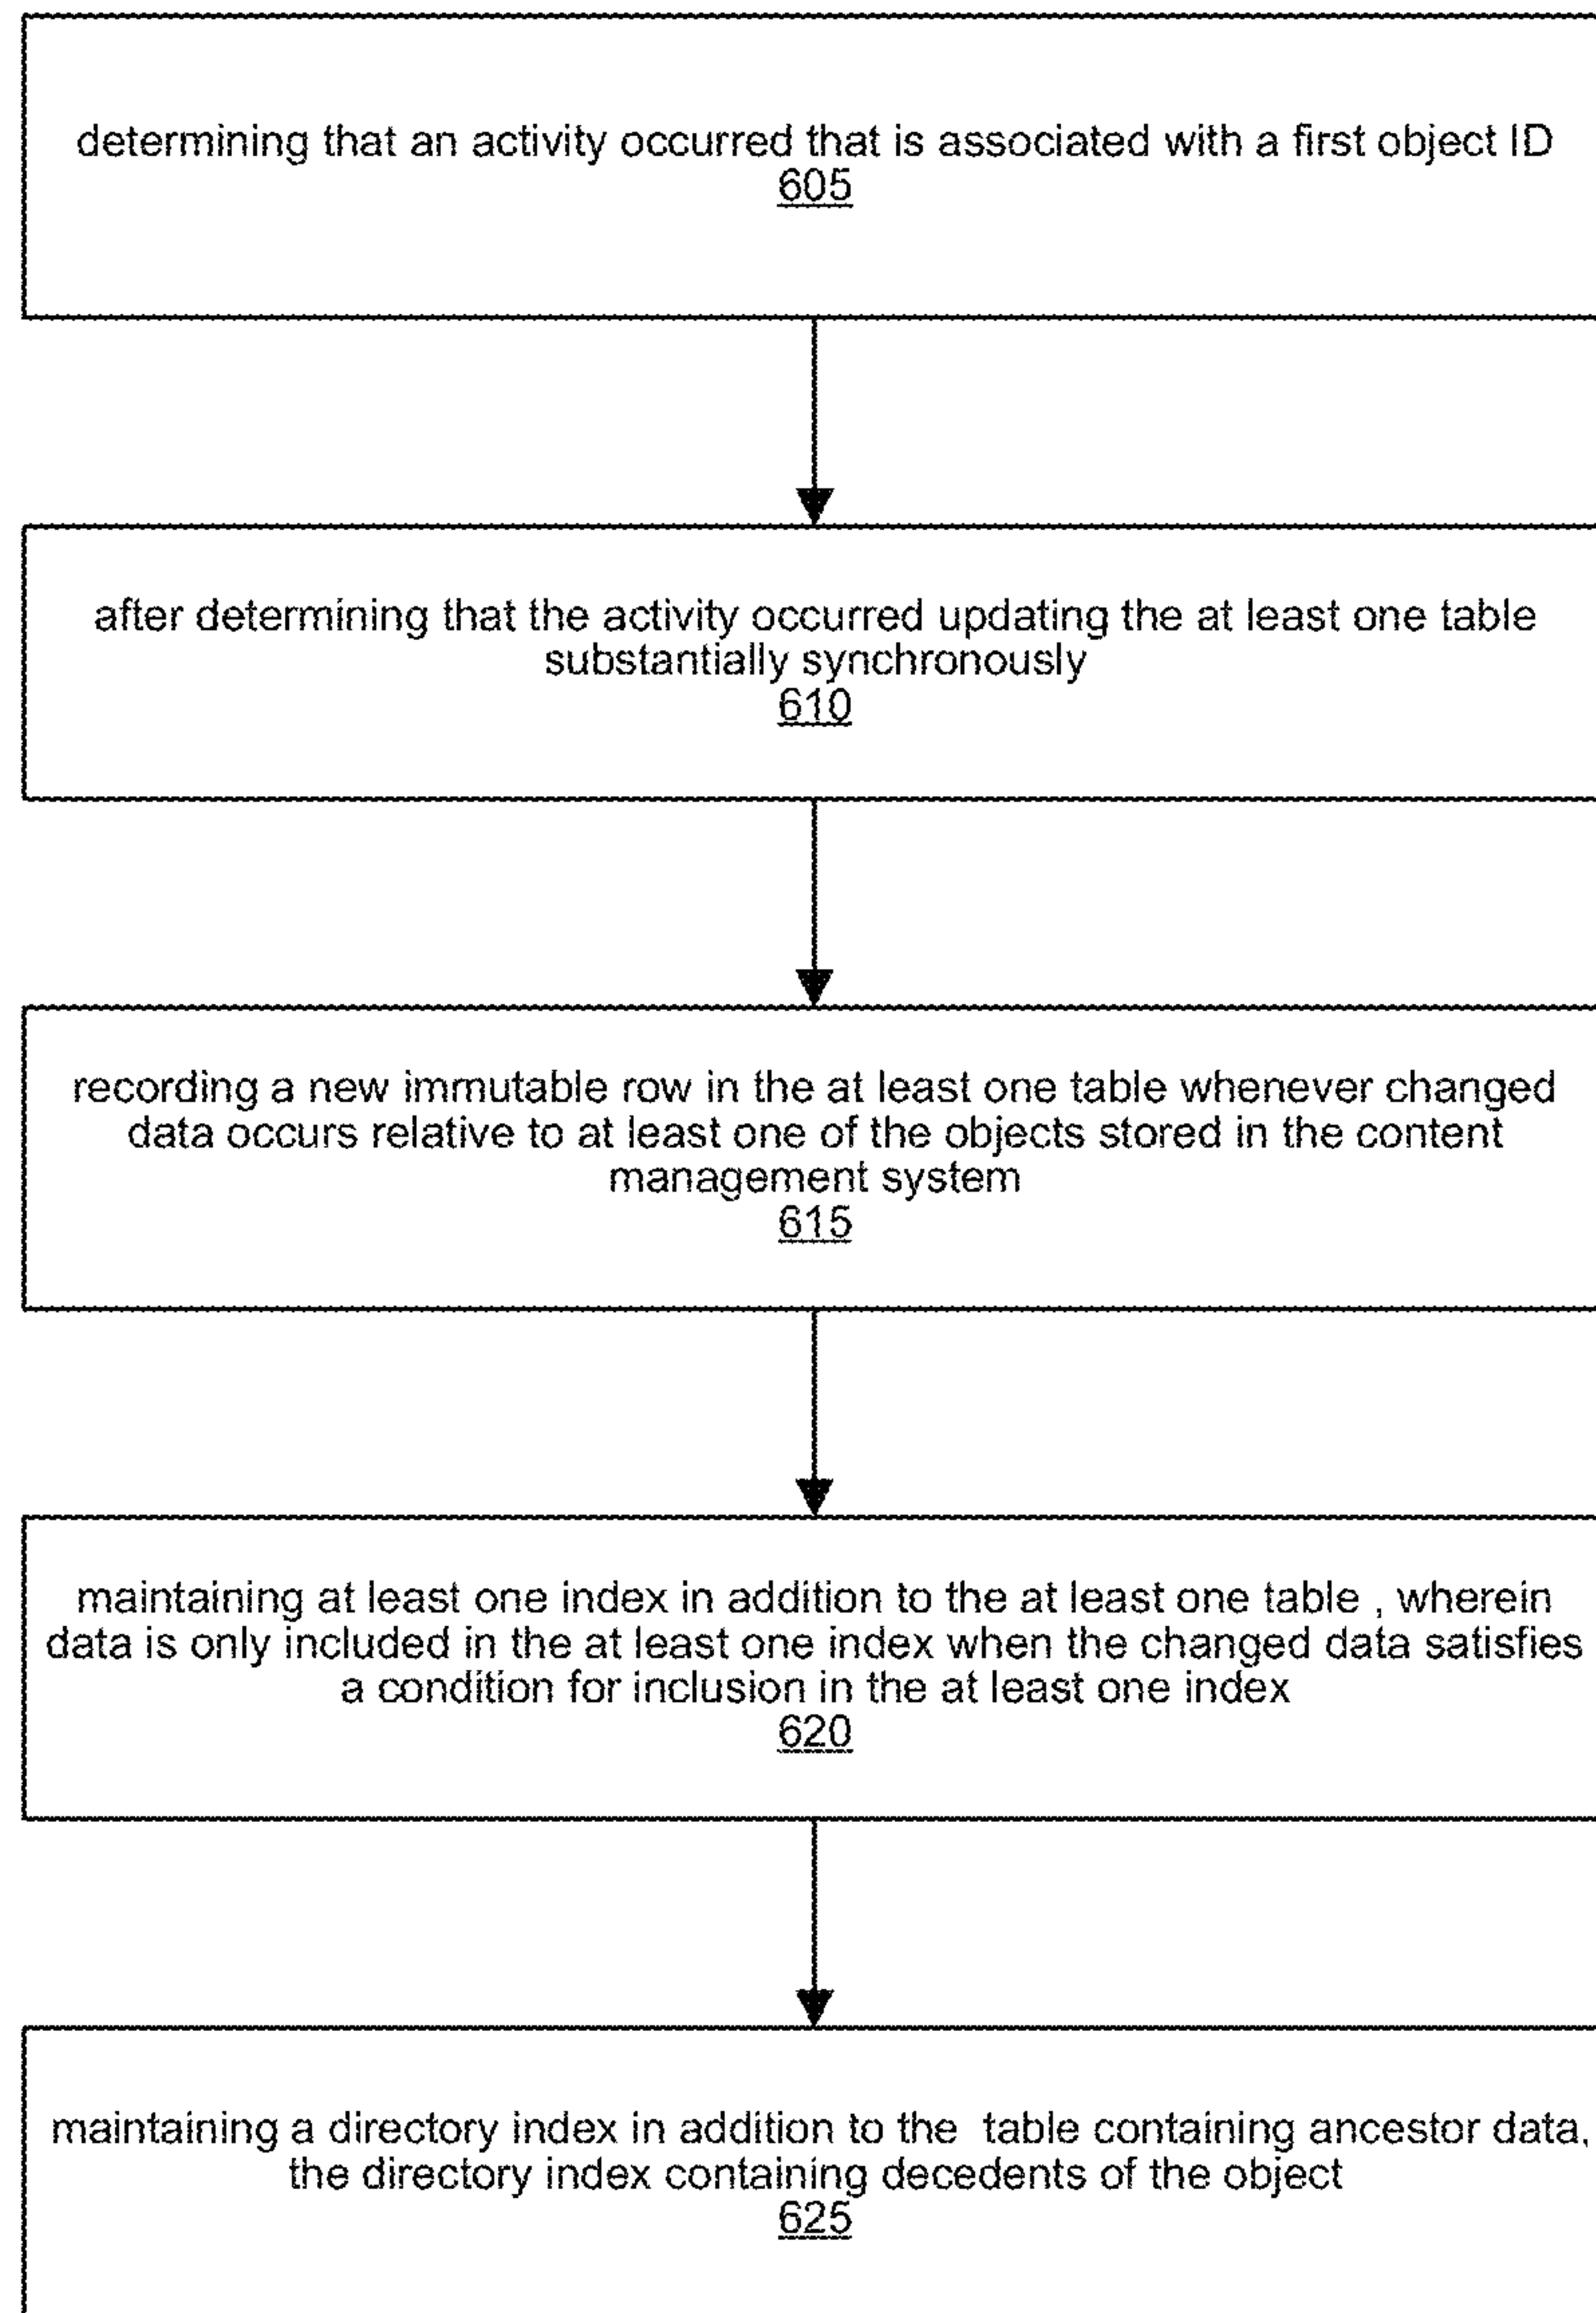 determining that an activity occurred that is associated with a first object ID
605
after determining that the activity occurred updating the at least one table
substantially synchronously
610
recording a new immutable row in the at least one table whenever changed
data occurs relative to at least one of the objects stored in the content
management system
615
maintaining at least one index in addition to the at least one table , wherein
data is only included in the at least one index when the changed data satisfies
a condition for inclusion in the at least one index
620
maintaining a directory index in addition to the  table containing ancestor data,
the directory index containing decedents of the object
625